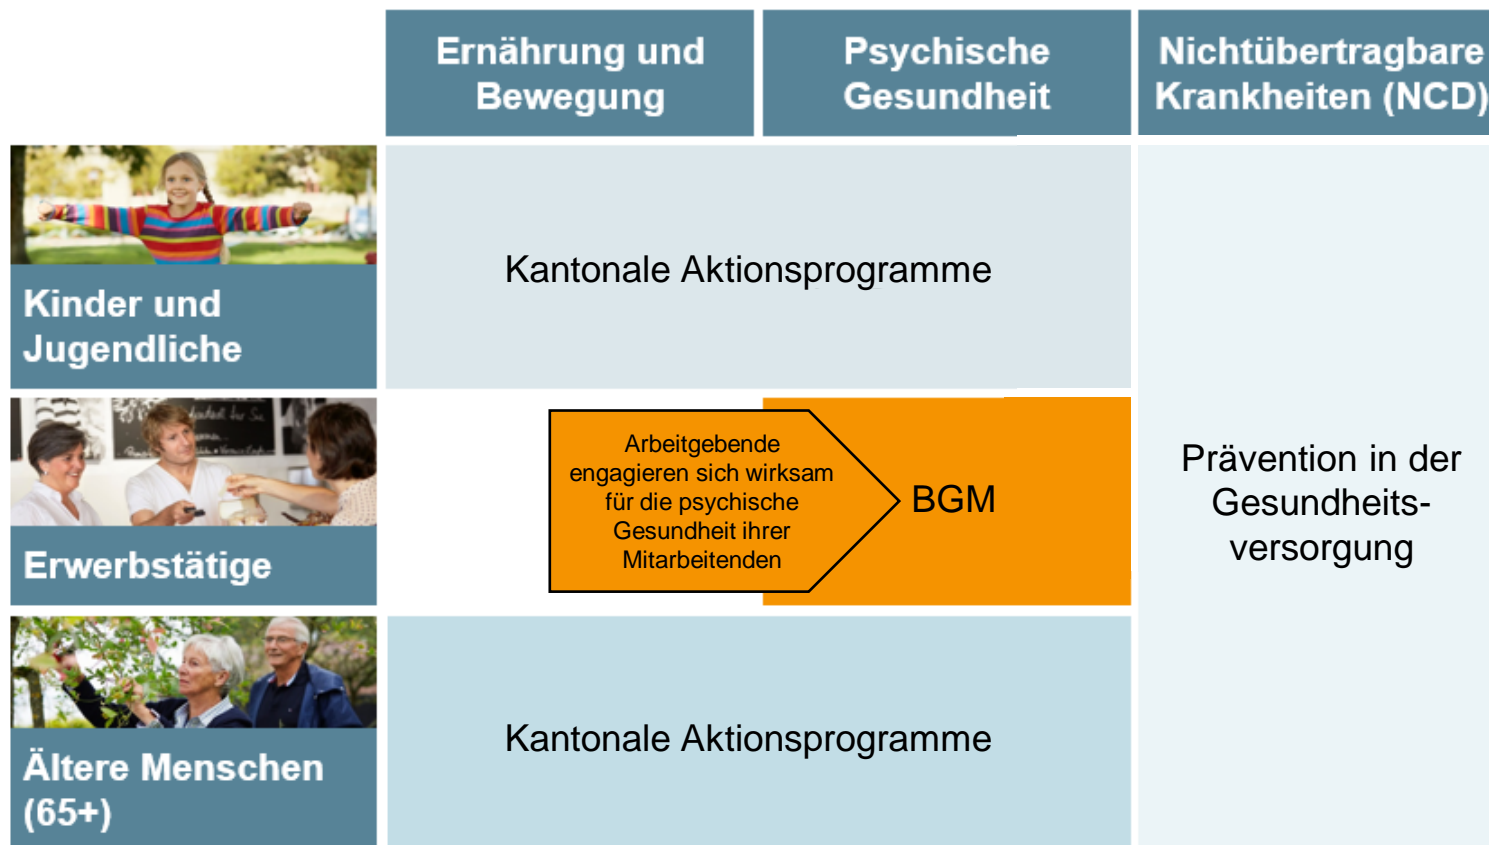 Ernährung und
Bewegung
Psychische
Gesundheit
Nichtübertragbare
Krankheiten (NCD)
Kinder und
Jugendliche
Kantonale Aktionsprogramme
Erwerbstätige
Arbeitgebende
engagieren sich wirksam
für die psychische
Gesundheit ihrer
Mitarbeitenden
BGM
Prävention in der
Gesundheits-
versorgung
Ältere Menschen
(65+)
Kantonale Aktionsprogramme